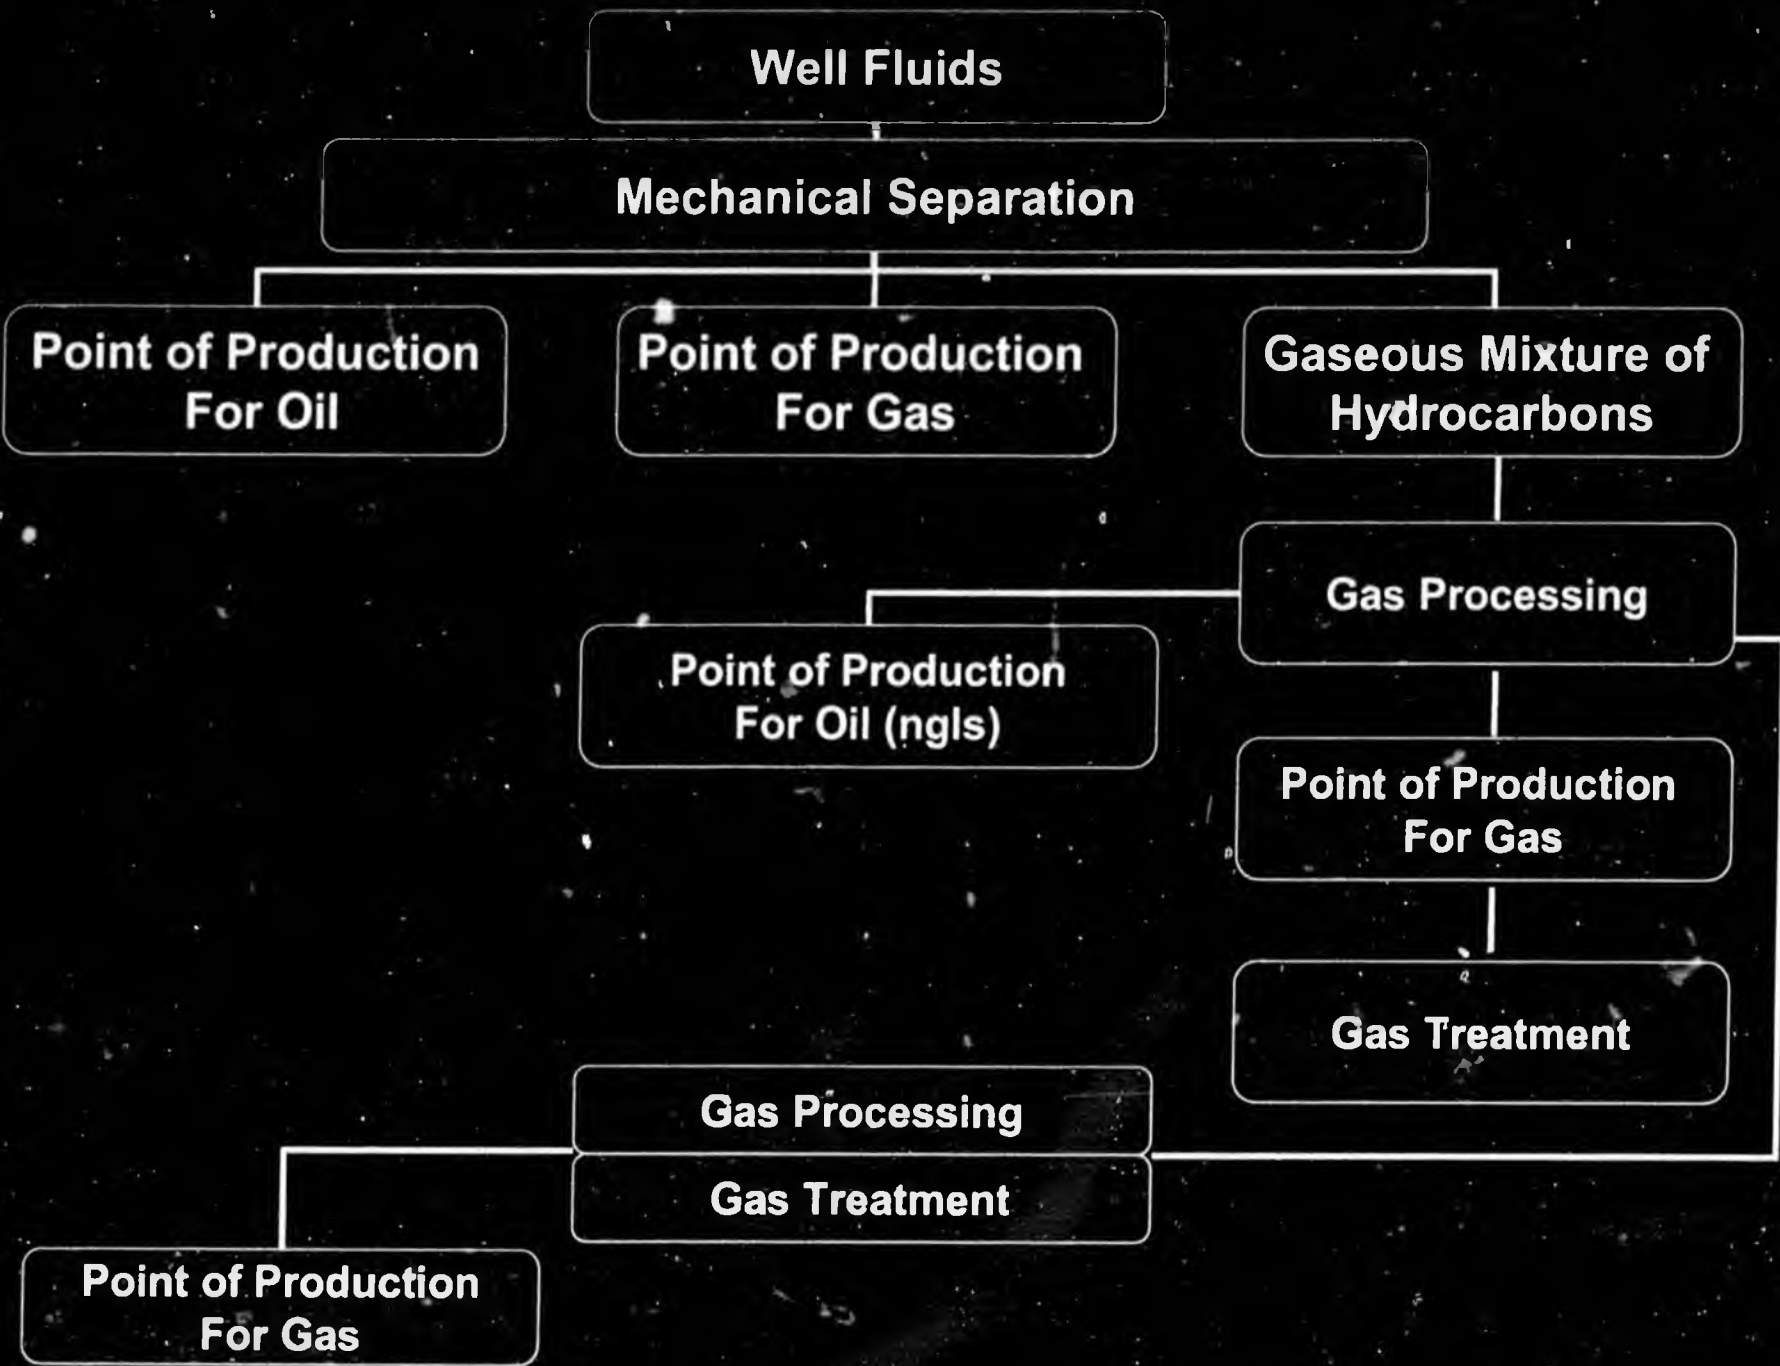 Well Fluids
Mechanical Separation
Point of Production
For Oil
Point of Production
For Gas
Gaseous Mixture of
Hydrocarbons
Gas Processing
Point of Production
For Oil (ngls)
Point of Production
For Gas
Gas Treatment
Gas Processing
Gas Treatment
Point of Production
For Gas